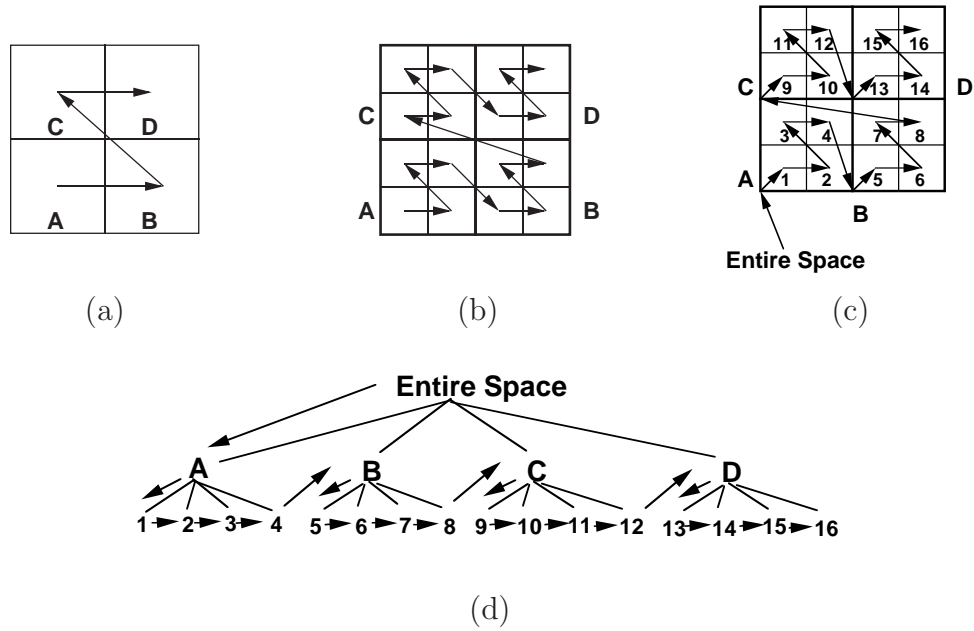 C D
A B
(a)
C D
A B
(b)
11 12 15 16
C 9 10 13 14 D
3 4 7 8
A 1 2 5 6
B
Entire Space
(c)
Entire Space
A B C D
1 2 3 4 5 6 7 8 9 10 11 12 13 14 15 16
(d)